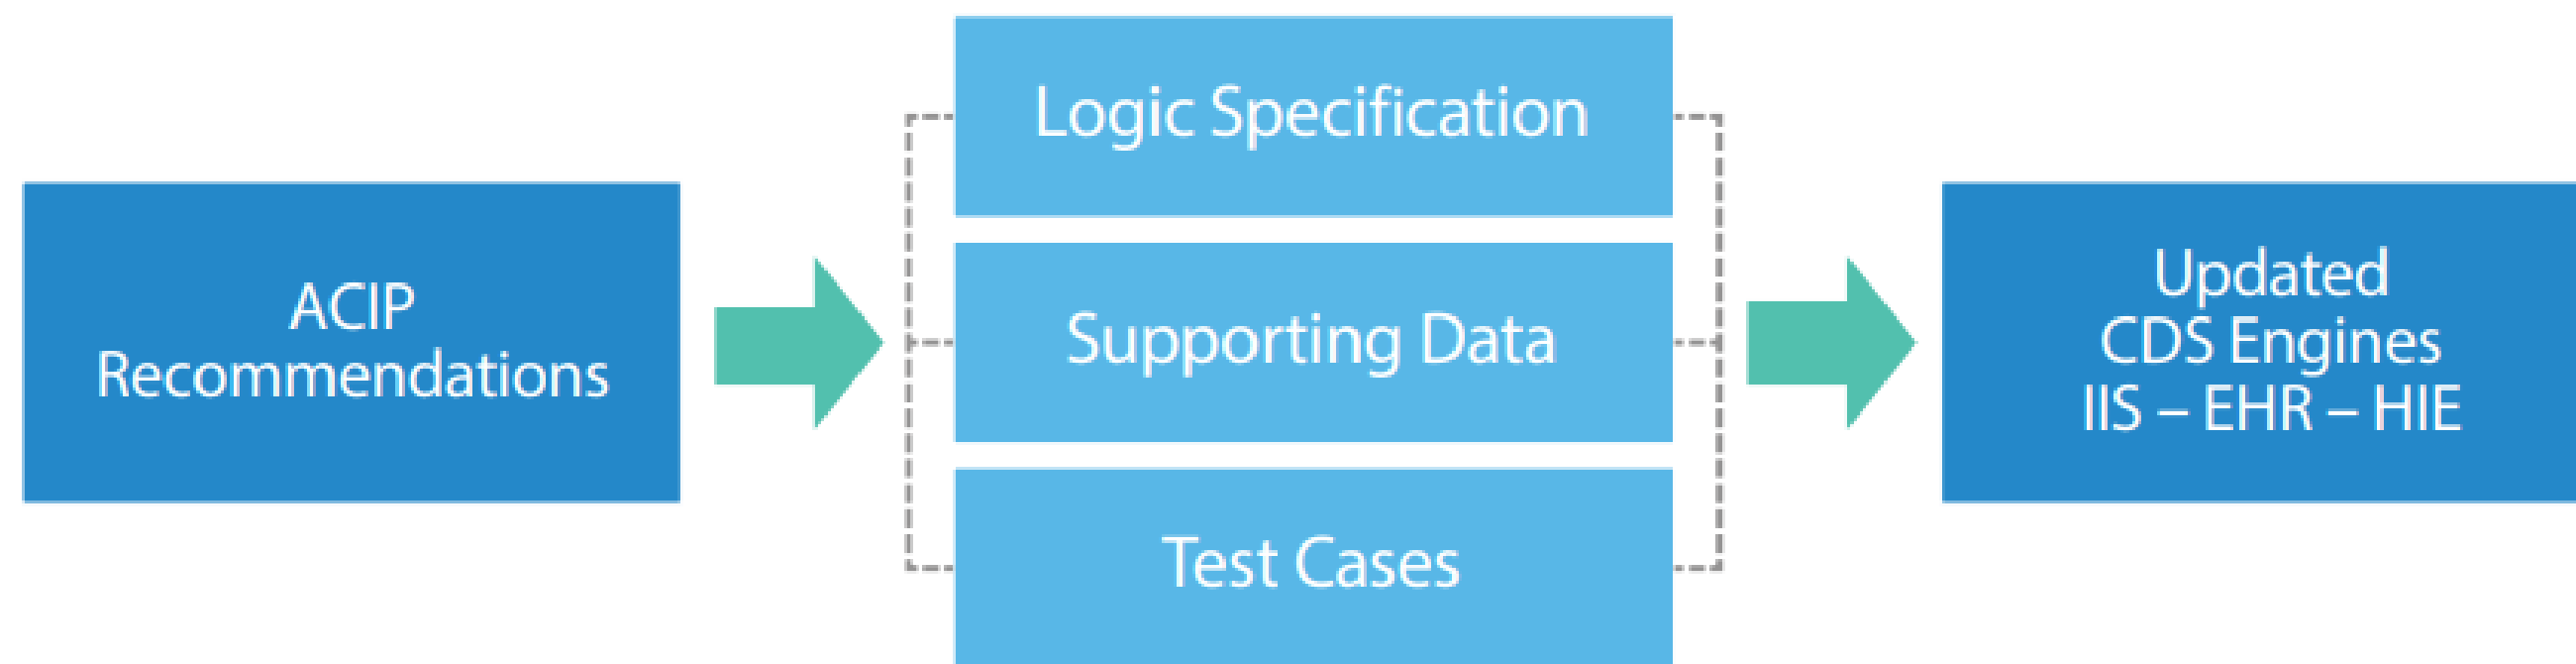 ACIP
Recommendations
Logic Specification
Supporting Data
Test Cases
Updated
CDS Engines
IIS – EHR – HIE